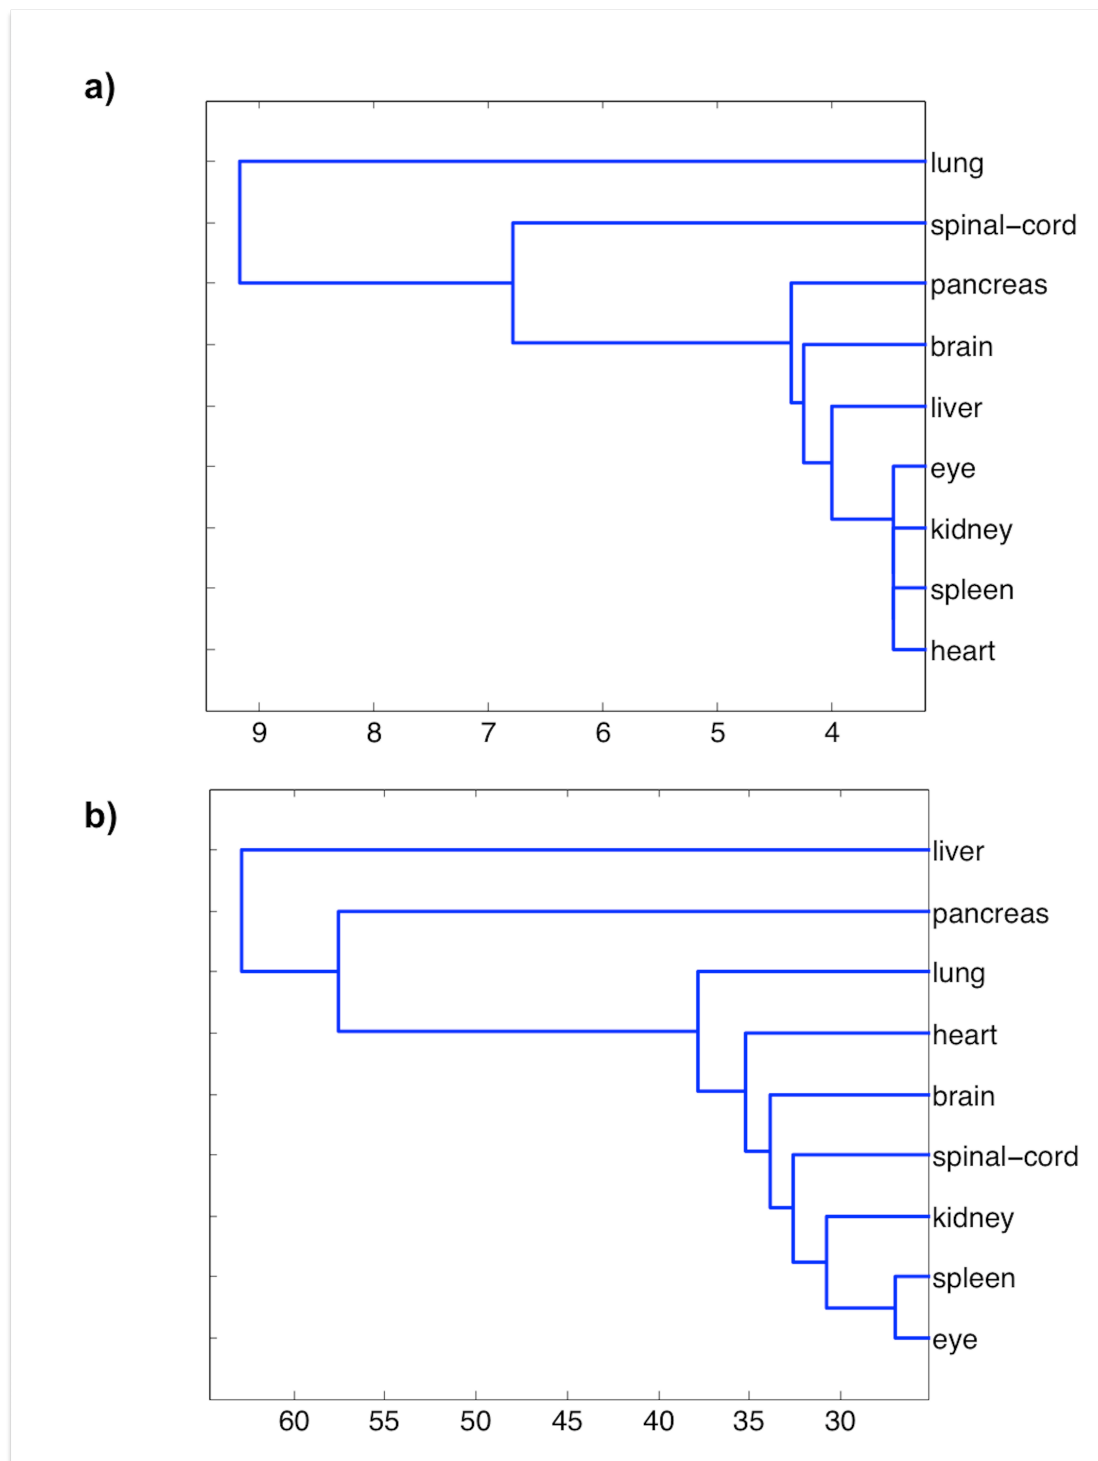 a)
lung
spinal−cord
pancreas
brain
liver
eye
kidney
spleen
heart
9 8 7 6 5 4
b)
liver
pancreas
lung
heart
brain
spinal−cord
kidney
spleen
eye
60 55 50 45 40 35 30